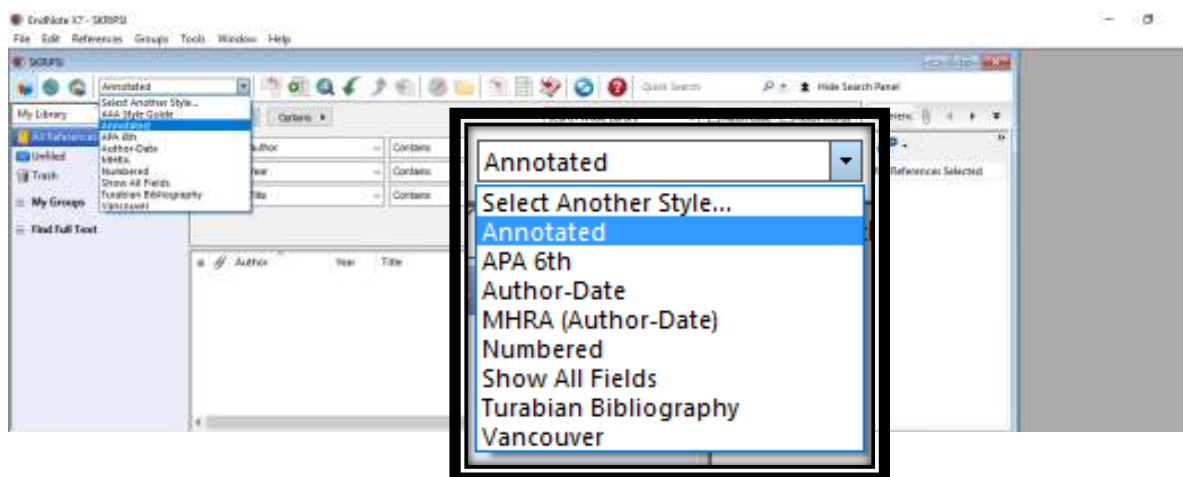 EndNote X7 - SKRIPSI
File Edit References Groups Tools Window Help
SKRIPSI
Annotated
Quick Search
Hide Search Panel
Select Another Style...
AAA Style Guide
Annotated
APA 6th
Author-Date
MHRA
Numbered
Show All Fields
Turabian Bibliography
Vancouver
My Library
All References
Unfiled
Trash
My Groups
Find Full Text
Options
Author
Contains
Year
Contains
Title
Contains
References Selected
Author Year Title
Annotated
Select Another Style...
Annotated
APA 6th
Author-Date
MHRA (Author-Date)
Numbered
Show All Fields
Turabian Bibliography
Vancouver